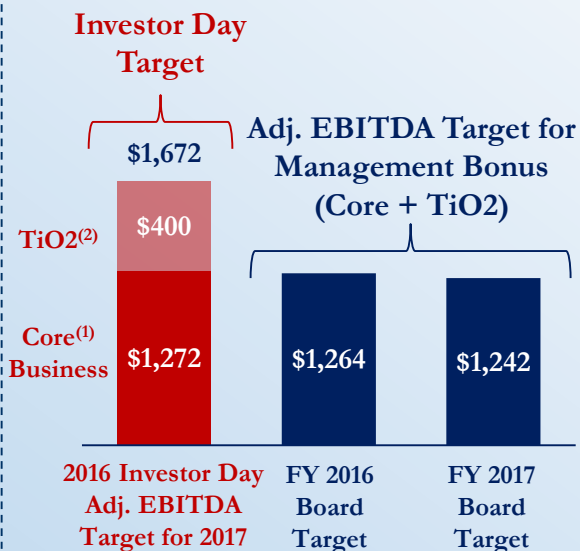 Investor Day
Target
Adj. EBITDA Target for
Management Bonus
(Core + TiO2)
$1,672
TiO2(2)
$400
Core(1)
Business
$1,272
$1,264
$1,242
2016 Investor Day
Adj. EBITDA
Target for 2017
FY 2016
Board
Target
FY 2017
Board
Target